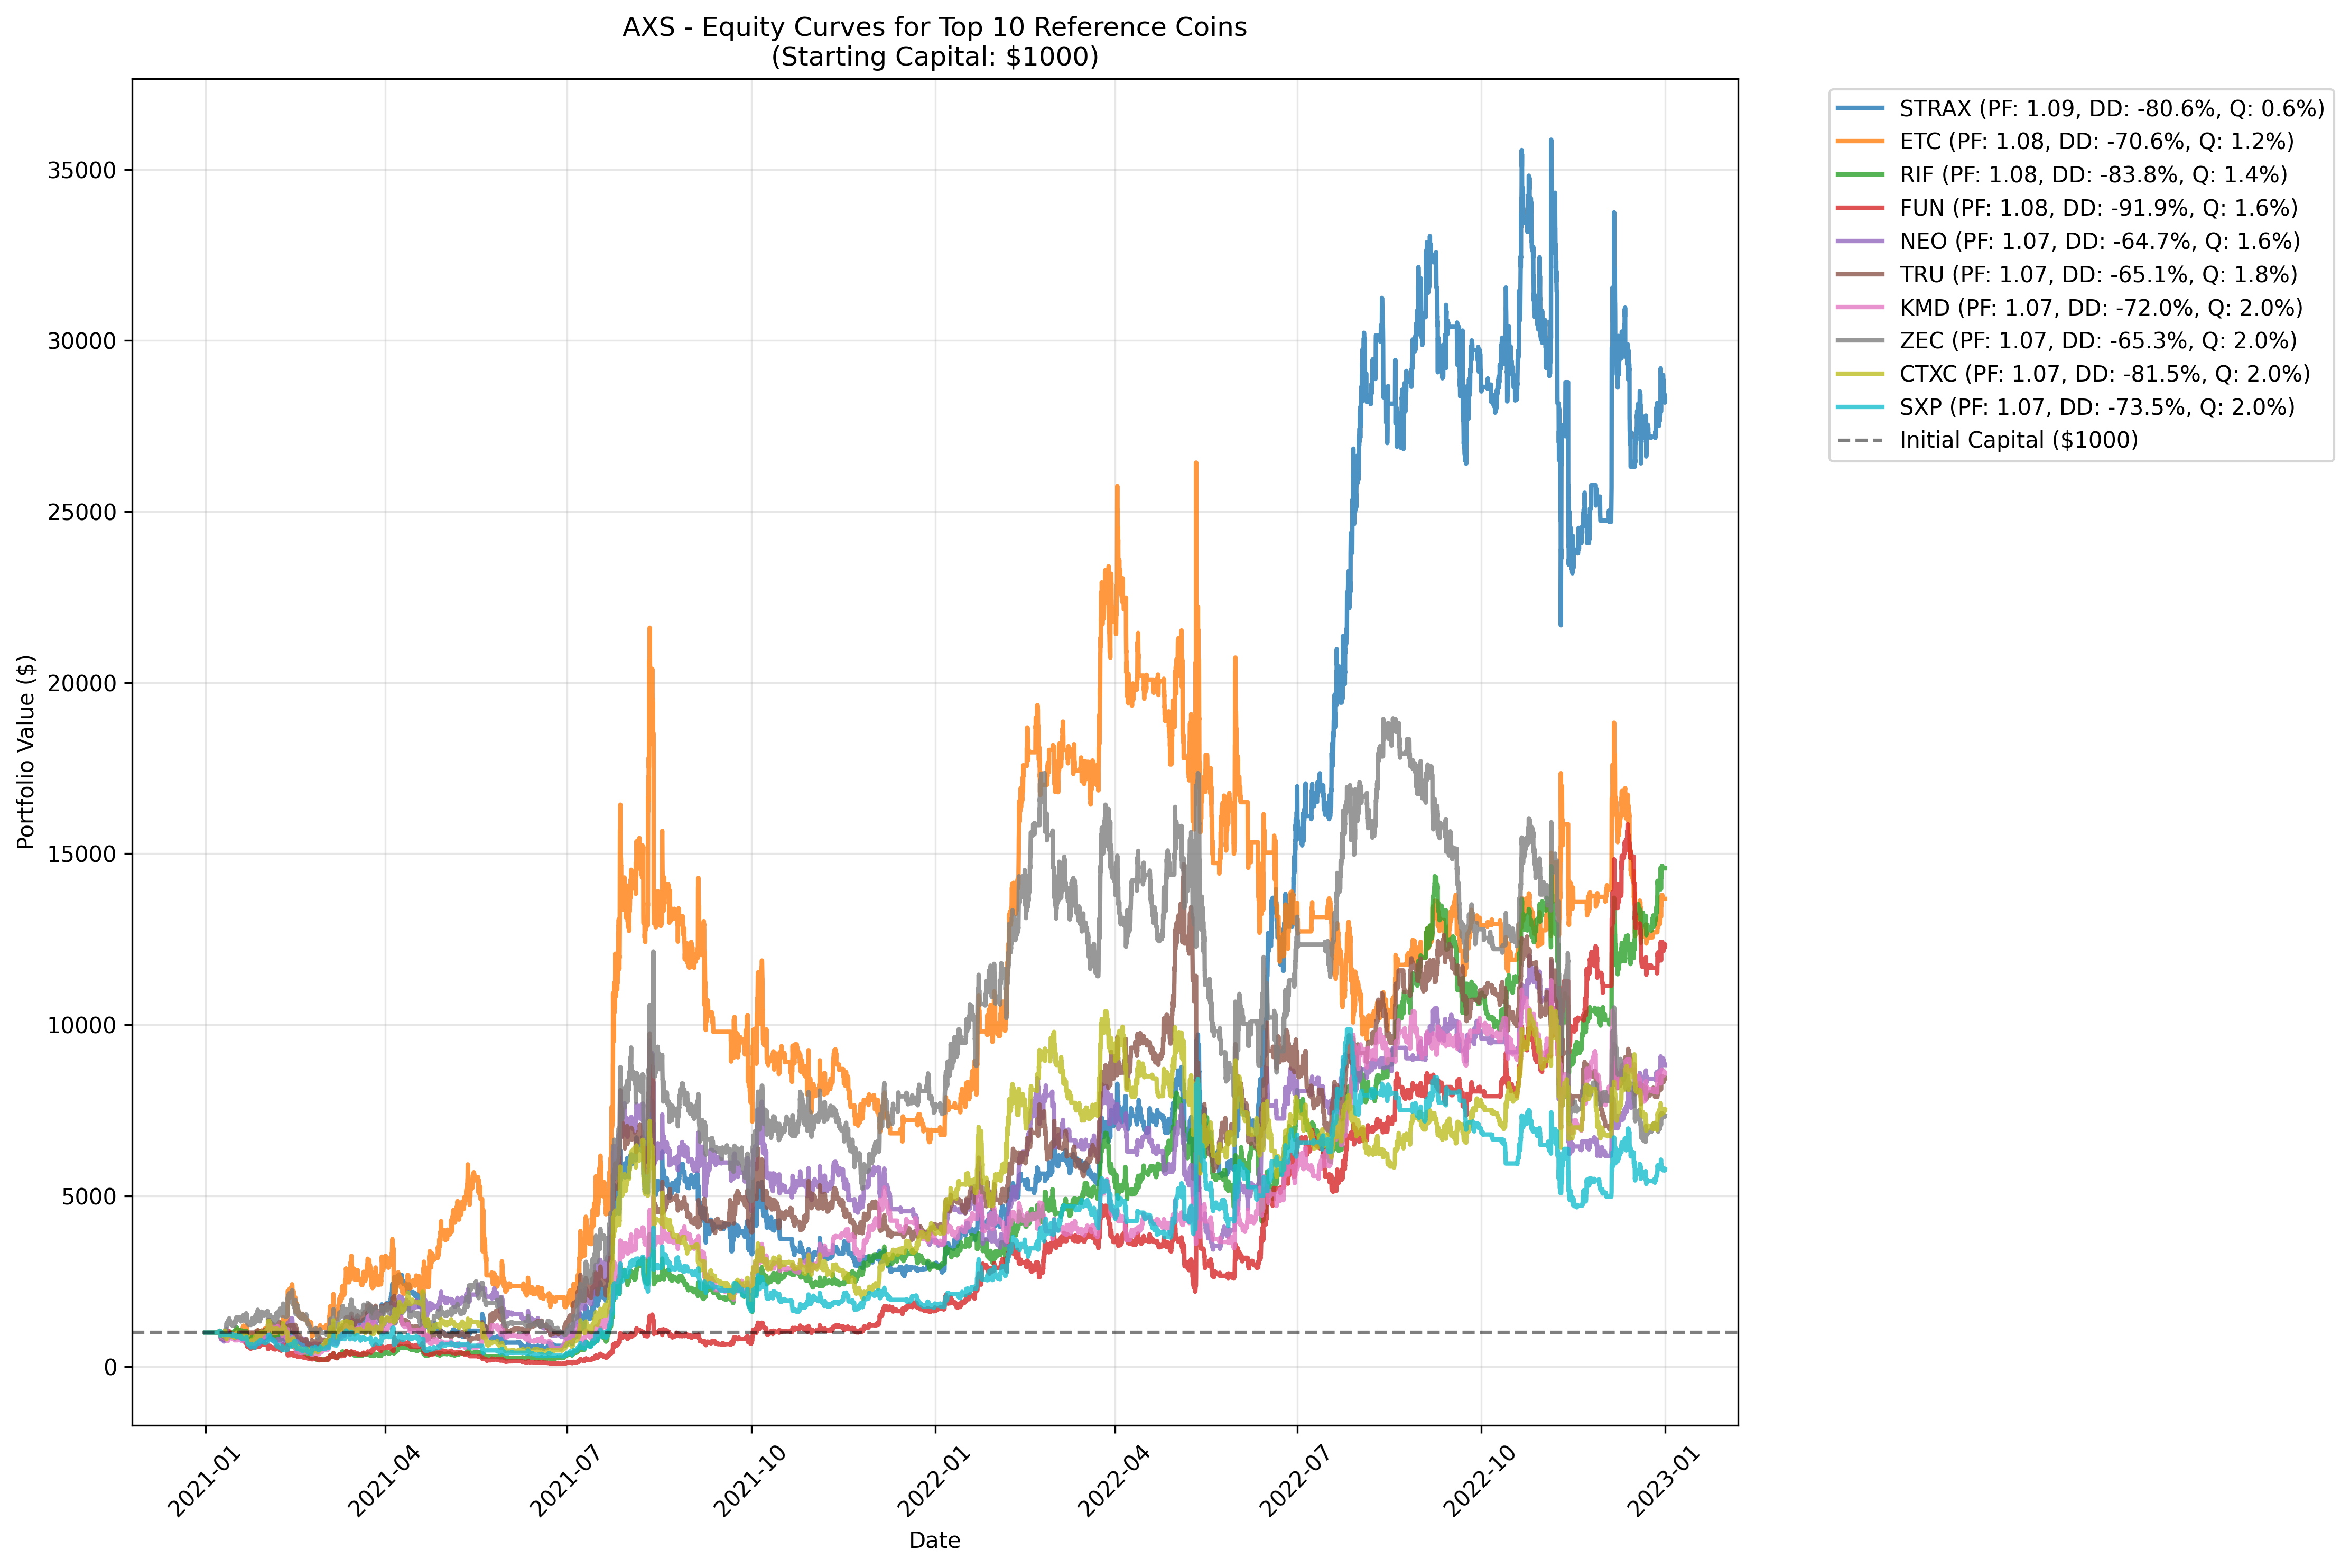 AXS - Equity Curves for Top 10 Reference Coins
(Starting Capital: $1000)
STRAX (PF: 1.09, DD: -80.6%, Q: 0.6%)
ETC (PF: 1.08, DD: -70.6%, Q: 1.2%)
RIF (PF: 1.08, DD: -83.8%, Q: 1.4%)
FUN (PF: 1.08, DD: -91.9%, Q: 1.6%)
NEO (PF: 1.07, DD: -64.7%, Q: 1.6%)
TRU (PF: 1.07, DD: -65.1%, Q: 1.8%)
KMD (PF: 1.07, DD: -72.0%, Q: 2.0%)
ZEC (PF: 1.07, DD: -65.3%, Q: 2.0%)
CTXC (PF: 1.07, DD: -81.5%, Q: 2.0%)
SXP (PF: 1.07, DD: -73.5%, Q: 2.0%)
Initial Capital ($1000)
Portfolio Value ($)
35000
30000
25000
20000
15000
10000
5000
0
2021-01
2021-04
2021-07
2021-10
2022-01
2022-04
2022-07
2022-10
2023-01
Date